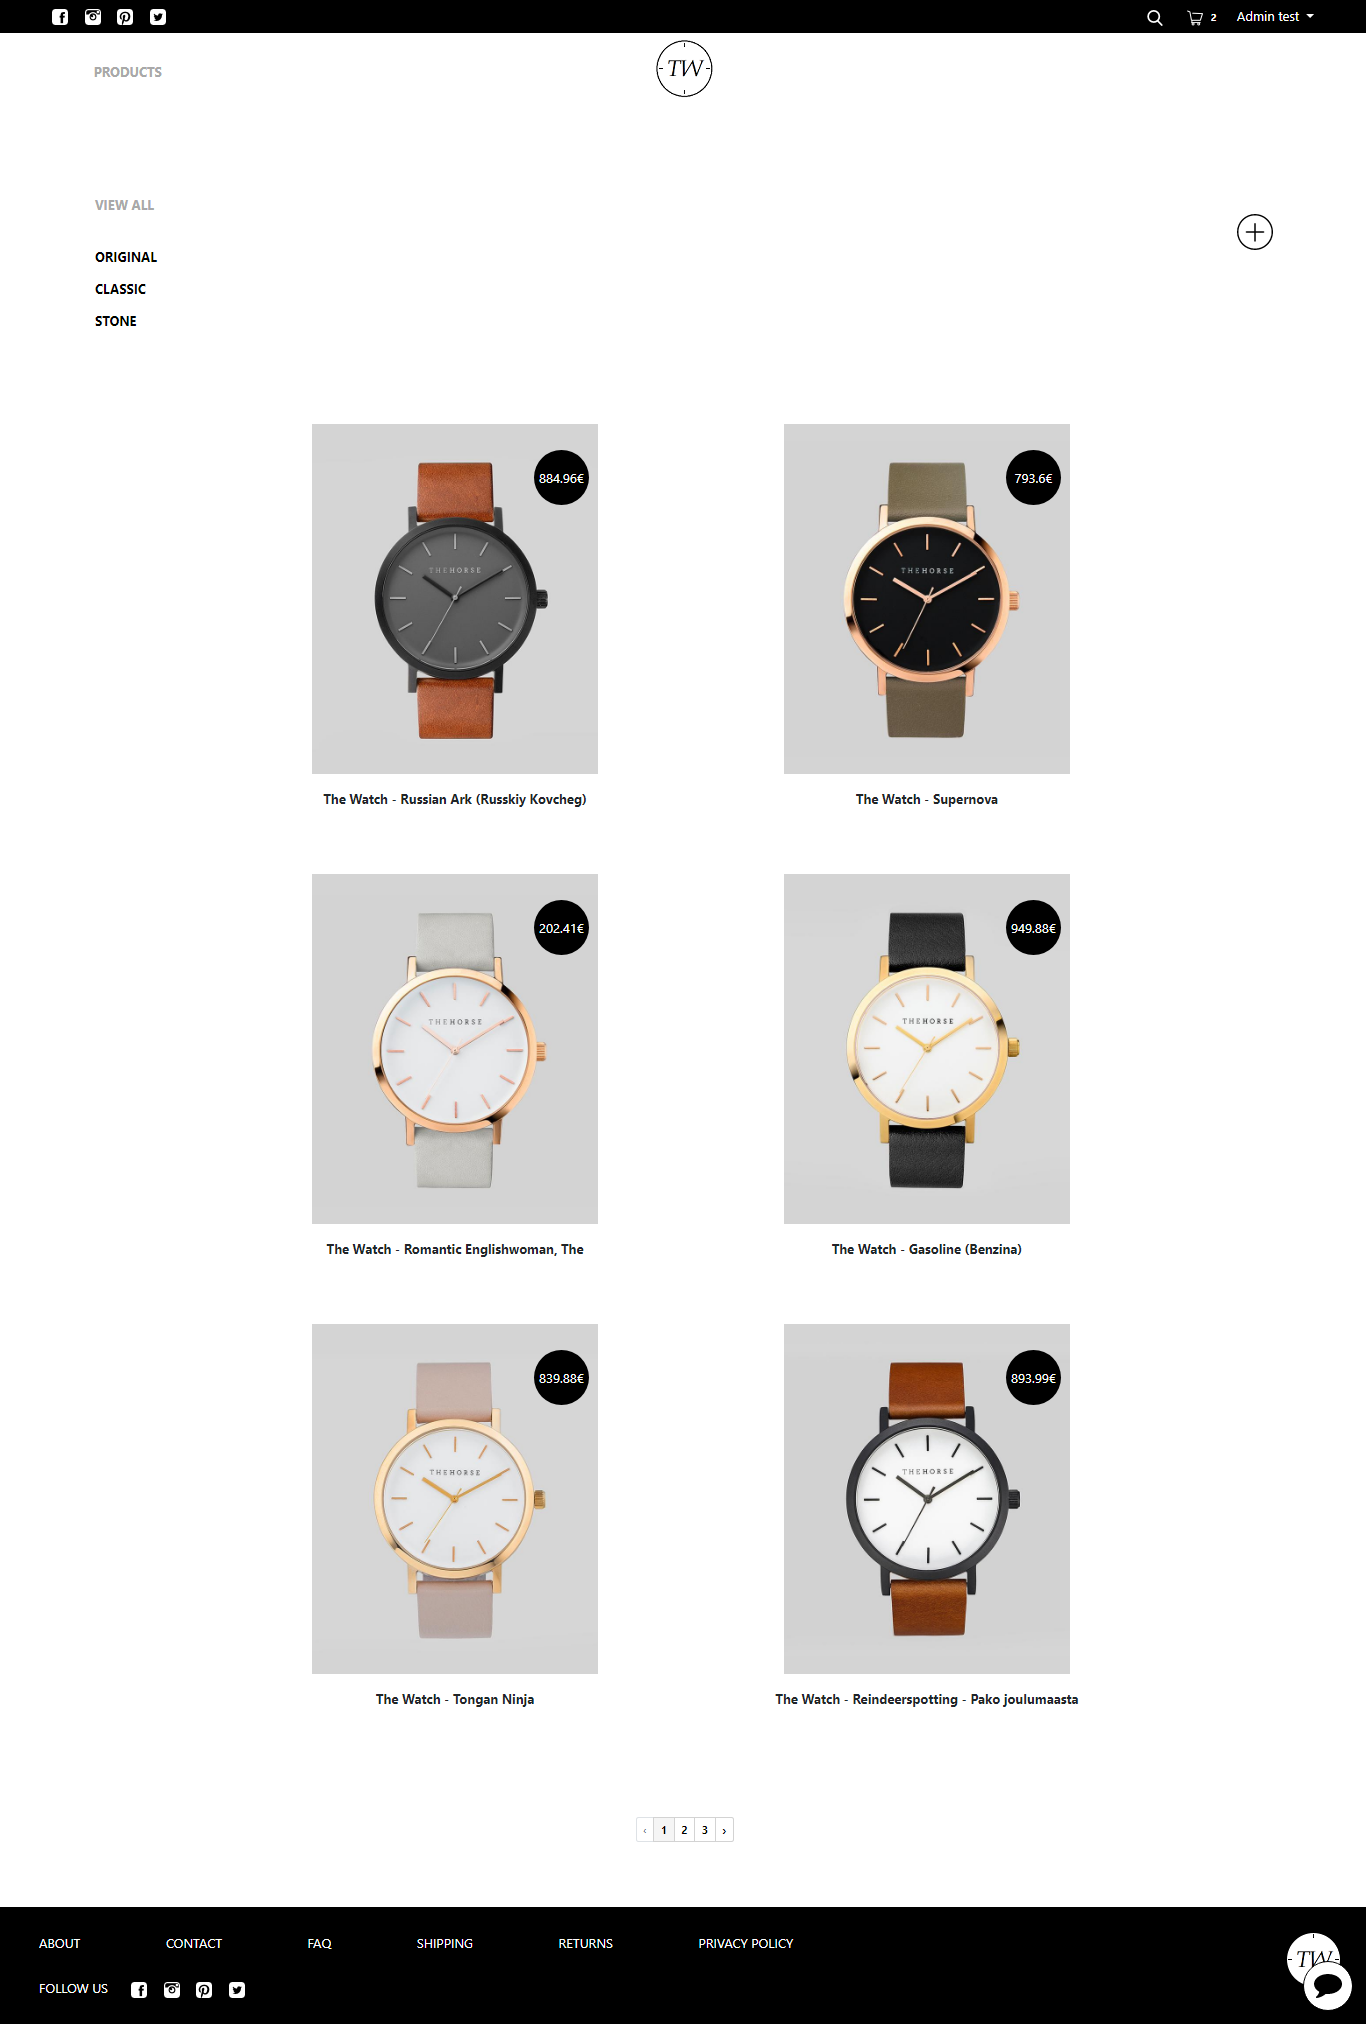 2 Admin test
PRODUCTS
TW
VIEW ALL
ORIGINAL
CLASSIC
STONE
884.96€
THEHORSE
793.6€
THEHORSE
The Watch - Russian Ark (Russkiy Kovcheg)
The Watch - Supernova
202.41€
THEHORSE
949.88€
THEHORSE
The Watch - Romantic Englishwoman, The
The Watch - Gasoline (Benzina)
839.88€
THEHORSE
893.99€
THEHORSE
The Watch - Tongan Ninja
The Watch - Reindeerspotting - Pako joulumaasta
‹ 1 2 3 ›
ABOUT CONTACT FAQ SHIPPING RETURNS PRIVACY POLICY
TW
FOLLOW US